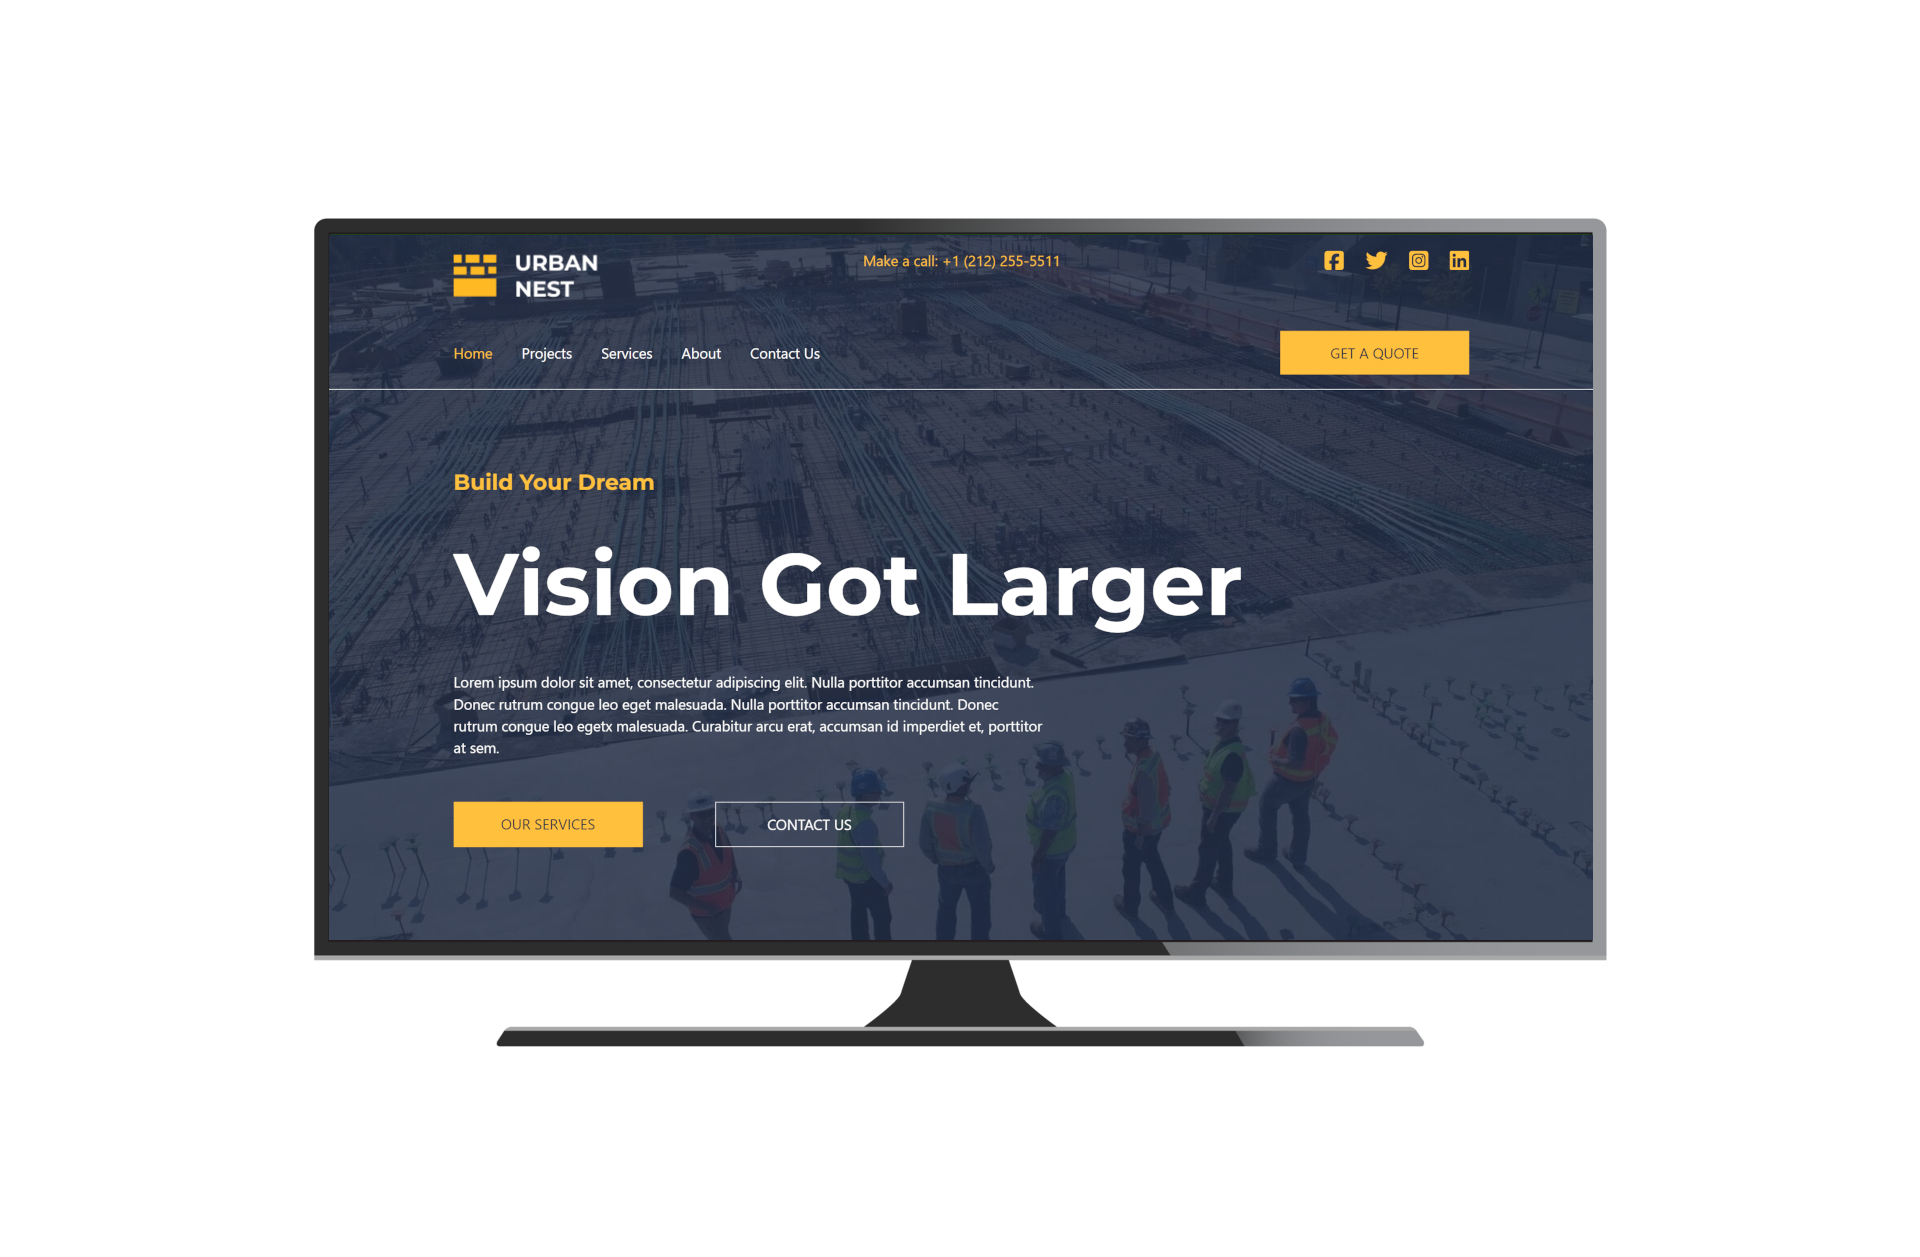 URBAN
NEST
Make a call: +1 (212) 255-5511
Home Projects Services About Contact Us
GET A QUOTE
Build Your Dream
Vision Got Larger
Lorem ipsum dolor sit amet, consectetur adipiscing elit. Nulla porttitor accumsan tincidunt.
Donec rutrum congue leo eget malesuada. Nulla porttitor accumsan tincidunt. Donec
rutrum congue leo egetx malesuada. Curabitur arcu erat, accumsan id imperdiet et, porttitor
at sem.
OUR SERVICES
CONTACT US